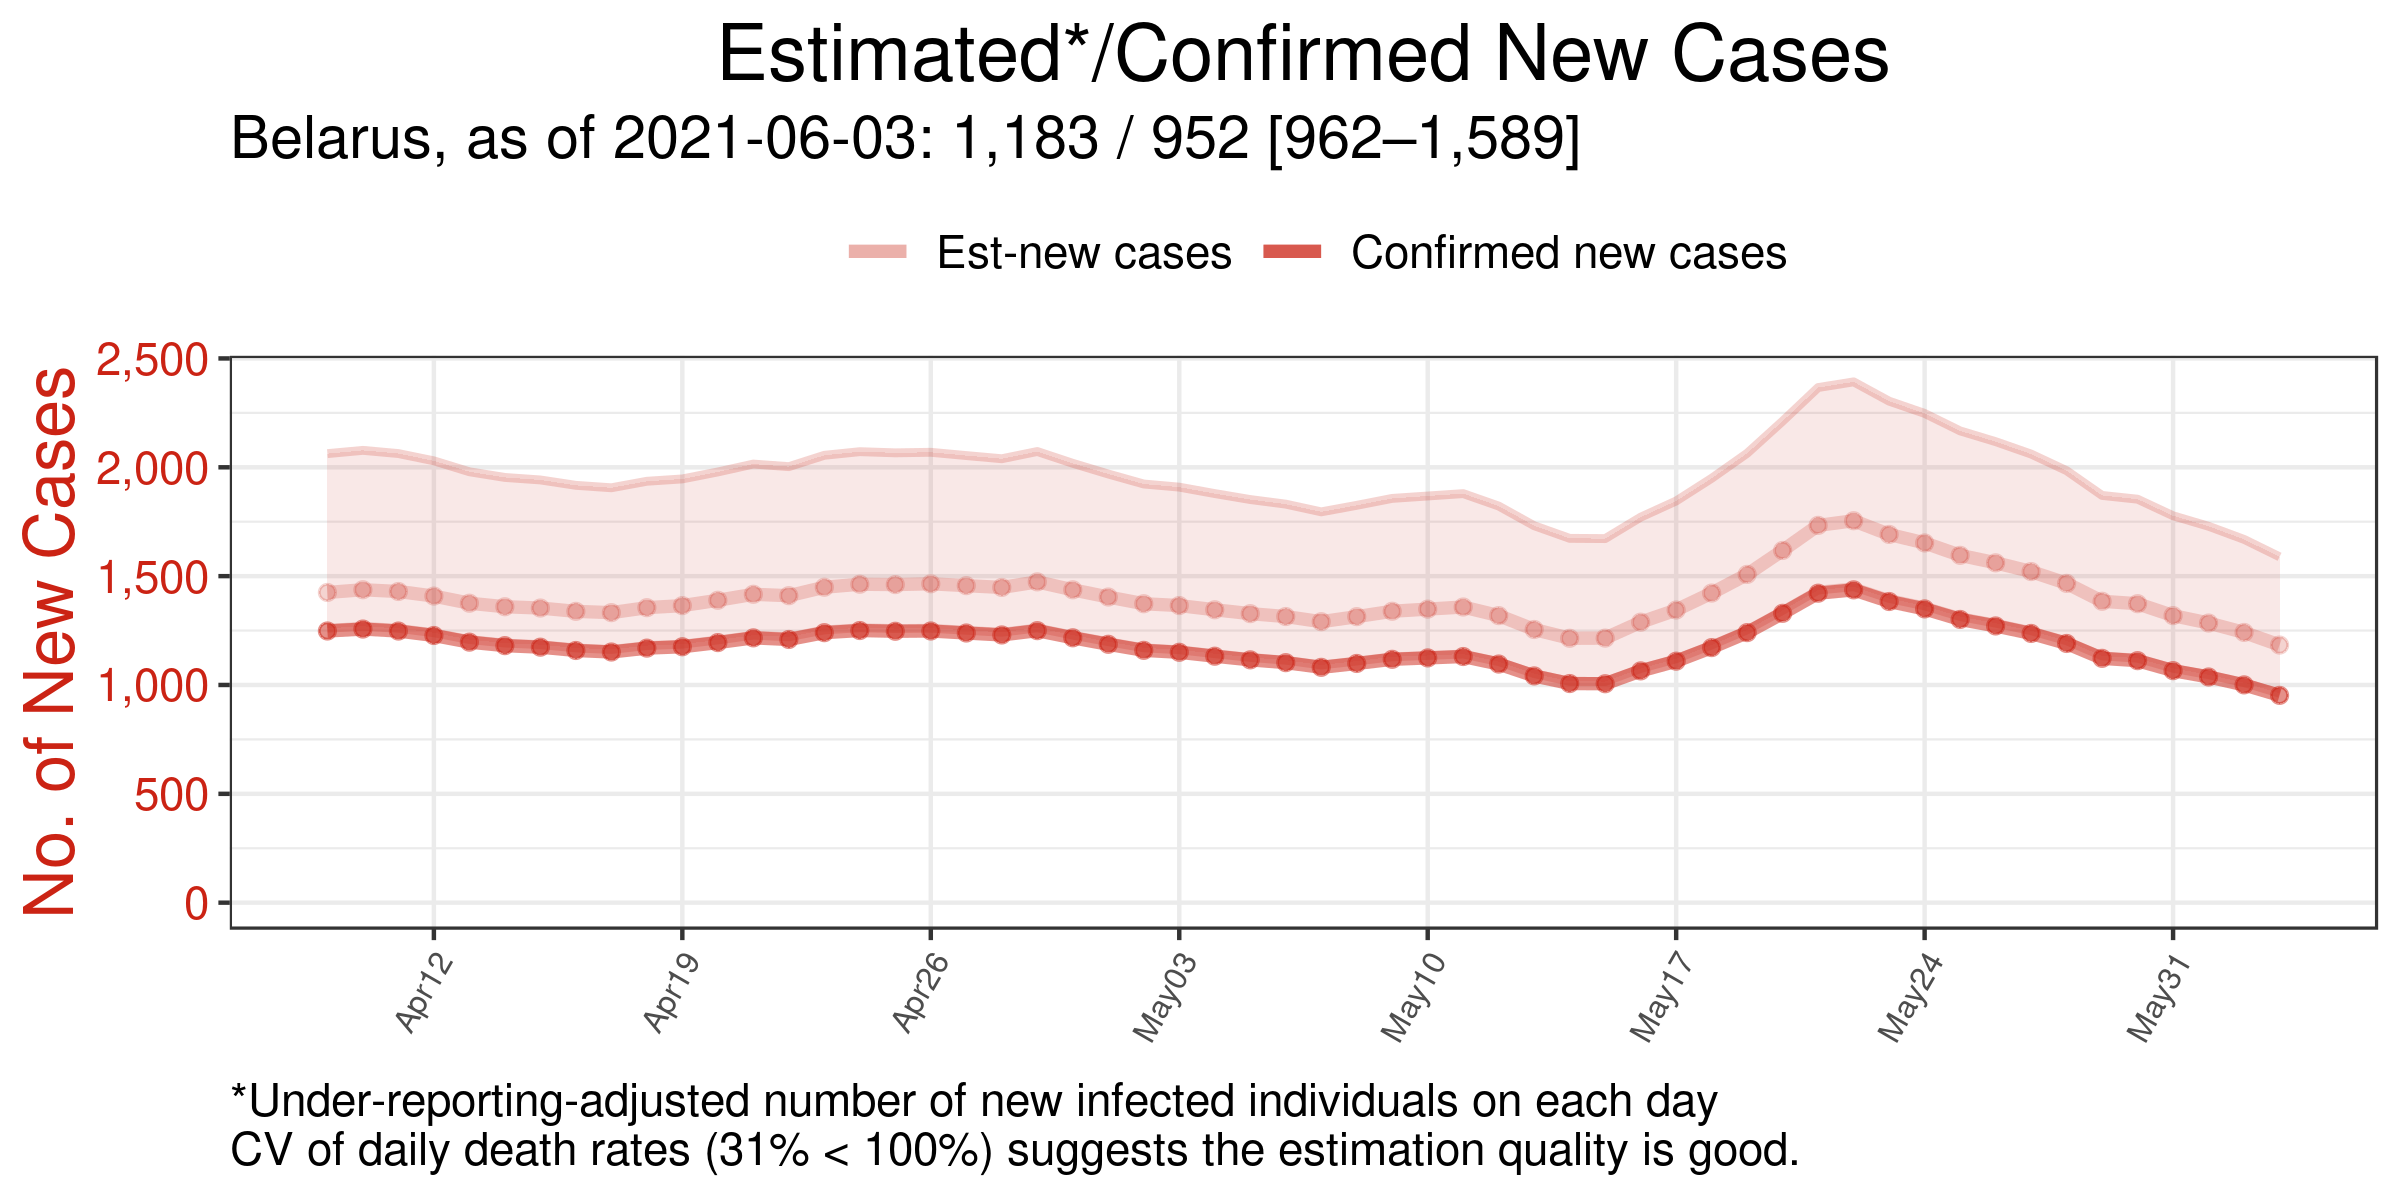 Estimated*/Confirmed New Cases
Belarus, as of 2021-06-03: 1,183 / 952 [962–1,589]
Est-new cases Confirmed new cases
No. of New Cases
2,500
2,000
1,500
1,000
500
0
Apr12 Apr19 Apr26 May03 May10 May17 May24 May31
*Under-reporting-adjusted number of new infected individuals on each day
CV of daily death rates (31% < 100%) suggests the estimation quality is good.